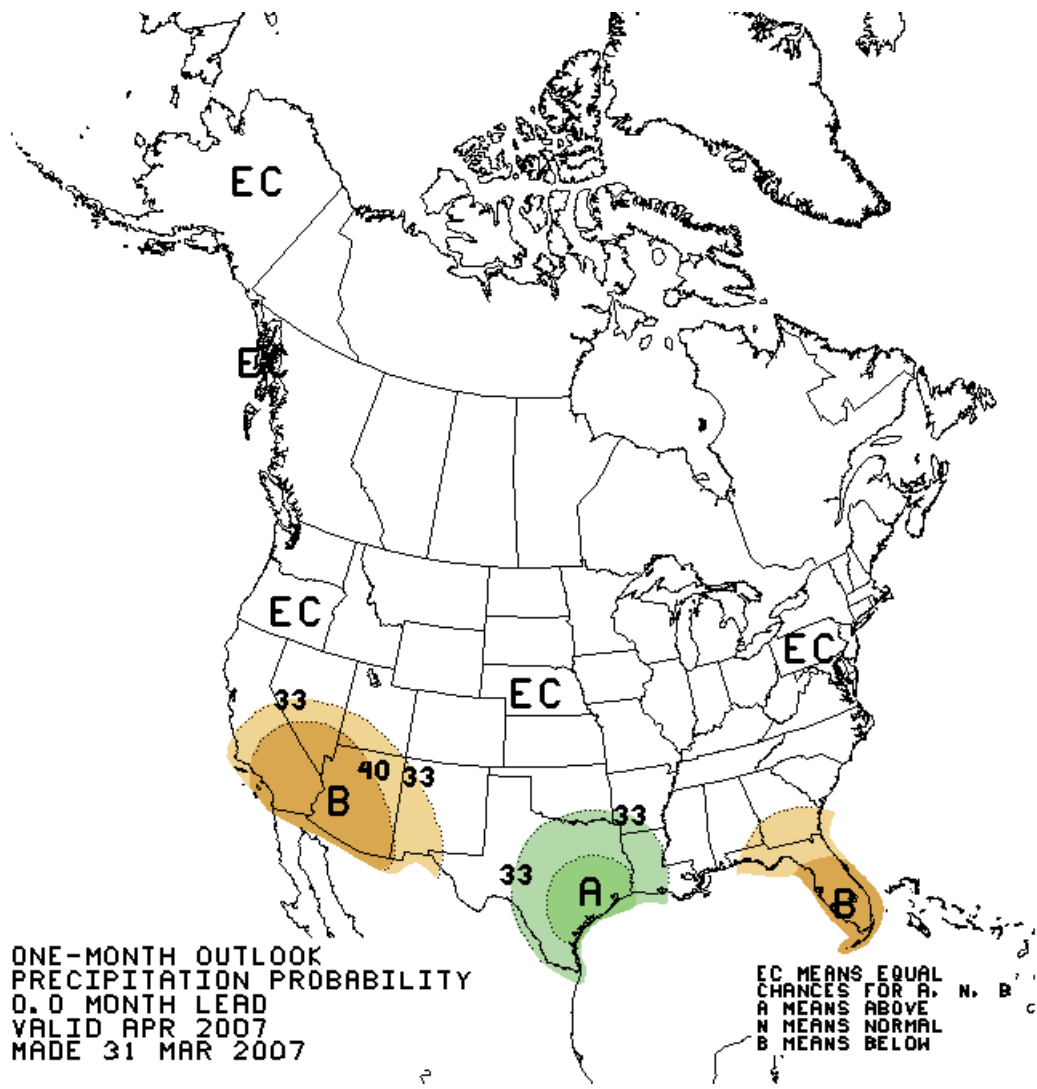 EC
EC
EC
EC
EC
33
40
33
B
33
33
A
B
ONE-MONTH OUTLOOK
PRECIPITATION PROBABILITY
0.0 MONTH LEAD
VALID APR 2007
MADE 31 MAR 2007
EC MEANS EQUAL
CHANCES FOR A, N, B
A MEANS ABOVE
N MEANS NORMAL
B MEANS BELOW